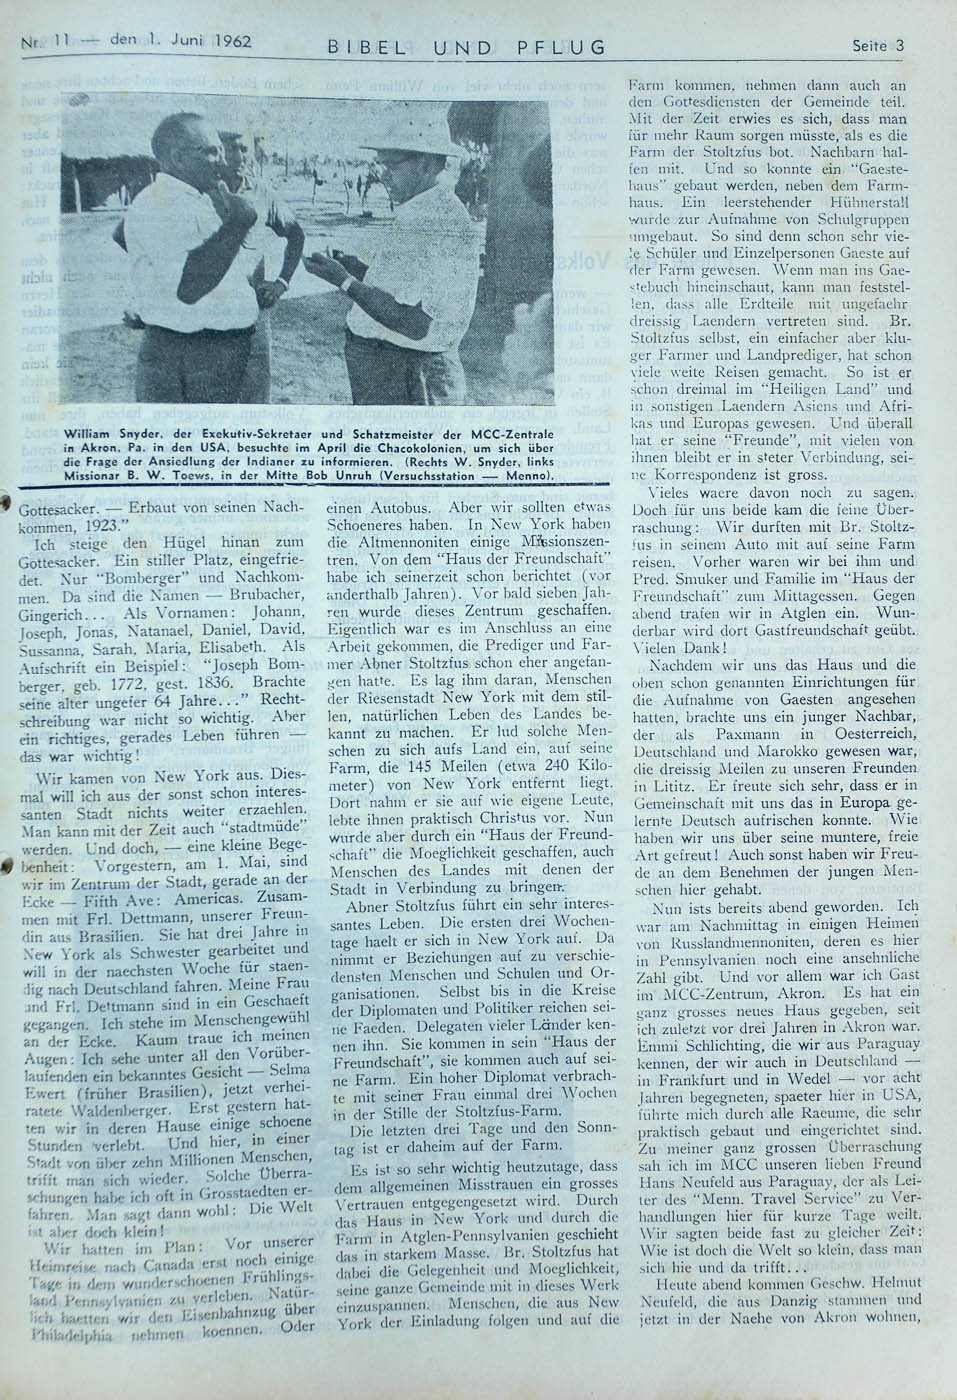 Nr. 11 — den 1. Juni 1962
BIBEL UND PFLUG
Seite 3
William Snyder, der Exekutiv-Sekretaer und Schatzmeister der MCC-Zentrale
in Akron, Pa. in den USA, besuchte im April die Chacokolonien, um sich über
die Frage der Ansiedlung der Indianer zu informieren. (Rechts W. Snyder, links
Missionar B. W. Toews, in der Mitte Bob Unruh (Versuchsstation — Menno).
Gottesacker. — Erbaut von seinen Nach-
kommen, 1923."
Ich steige den Hügel hinan zum
Gottesacker. Ein stiller Platz, eingefrie-
det. Nur "Bomberger" und Nachkom-
men. Da sind die Namen — Brubacher,
Gingerich... Als Vornamen: Johann,
Joseph, Jonas, Natanael, Daniel, David,
Sussanna, Sarah, Maria, Elisabeth. Als
Aufschrift ein Beispiel: "Joseph Bom-
berger, geb. 1772, gest. 1836. Brachte
seine alter ungefer 64 Jahre..." Recht-
schreibung war nicht so wichtig. Aber
ein richtiges, gerades Leben führen —
das war wichtig!
Wir kamen von New York aus. Dies-
mal will ich aus der sonst schon interes-
santen Stadt nichts weiter erzaehlen.
Man kann mit der Zeit auch "stadtmüde"
werden. Und doch, — eine kleine Bege-
benheit: Vorgestern, am 1. Mai, sind
wir im Zentrum der Stadt, gerade an der
Ecke — Fifth Ave: Americas. Zusam-
men mit Frl. Dettmann, unserer Freun-
din aus Brasilien. Sie hat drei Jahre in
New York als Schwester gearbeitet und
will in der naechsten Woche für staen-
dig nach Deutschland fahren. Meine Frau
und Frl. Dettmann sind in ein Geschaeft
gegangen. Ich stehe im Menschengewühl
an der Ecke. Kaum traue ich meinen
Augen: Ich sehe unter all den Vorüber-
laufenden ein bekanntes Gesicht — Selma
Ewert (früher Brasilien), jetzt verhei-
ratete Waldenberger. Erst gestern hat-
ten wir in deren Hause einige schoene
Stunden verlebt. Und hier, in einer
Stadt von über zehn Millionen Menschen,
trifft man sich wieder. Solche Überra-
schungen habe ich oft in Grosstaedten er-
fahren. Man sagt dann wohl: Die Welt
ist aber doch klein!
Wir hatten im Plan: Vor unserer
Heimreise nach Canada erst noch einige
Tage in dem wunderschoenen Frühlings-
land Pennsylvanien zu verleben. Natür-
lich haetten wir den Eisenbahnzug über
Philadelphia nehmen koennen. Oder
einen Autobus. Aber wir sollten etwas
Schoeneres haben. In New York haben
die Altmennoniten einige Missionszen-
tren. Von dem "Haus der Freundschaft"
habe ich seinerzeit schon berichtet (vor
anderthalb Jahren). Vor bald sieben Jah-
ren wurde dieses Zentrum geschaffen.
Eigentlich war es im Anschluss an eine
Arbeit gekommen, die Prediger und Far-
mer Abner Stoltzfus schon eher angefan-
gen hatte. Es lag ihm daran, Menschen
der Riesenstadt New York mit dem stil-
len, natürlichen Leben des Landes be-
kannt zu machen. Er lud solche Men-
schen zu sich aufs Land ein, auf seine
Farm, die 145 Meilen (etwa 240 Kilo-
meter) von New York entfernt liegt.
Dort nahm er sie auf wie eigene Leute,
lebte ihnen praktisch Christus vor. Nun
wurde aber durch ein "Haus der Freund-
schaft" die Moeglichkeit geschaffen, auch
Menschen des Landes mit denen der
Stadt in Verbindung zu bringen.
Abner Stoltzfus führt ein sehr interes-
santes Leben. Die ersten drei Wochen-
tage haelt er sich in New York auf. Da
nimmt er Beziehungen auf zu verschie-
densten Menschen und Schulen und Or-
ganisationen. Selbst bis in die Kreise
der Diplomaten und Politiker reichen sei-
ne Faeden. Delegaten vieler Länder ken-
nen ihn. Sie kommen in sein "Haus der
Freundschaft", sie kommen auch auf sei-
ne Farm. Ein hoher Diplomat verbrach-
te mit seiner Frau einmal drei Wochen
in der Stille der Stoltzfus-Farm.
Die letzten drei Tage und den Sonn-
tag ist er daheim auf der Farm.
Es ist so sehr wichtig heutzutage, dass
dem allgemeinen Misstrauen ein grosses
Vertrauen entgegengesetzt wird. Durch
das Haus in New York und durch die
Farm in Atglen-Pennsylvanien geschieht
das in starkem Masse. Br. Stoltzfus hat
dabei die Gelegenheit und Moeglichkeit,
seine ganze Gemeinde mit in dieses Werk
einzuspannen. Menschen, die aus New
York der Einladung folgen und auf die
Farm kommen, nehmen dann auch an
den Gottesdiensten der Gemeinde teil.
Mit der Zeit erwies es sich, dass man
für mehr Raum sorgen müsste, als es die
Farm der Stoltzfus bot. Nachbarn hal-
fen mit. Und so konnte ein "Gaeste-
haus" gebaut werden, neben dem Farm-
haus. Ein leerstehender Hühnerstall
wurde zur Aufnahme von Schulgruppen
umgebaut. So sind denn schon sehr vie-
le Schüler und Einzelpersonen Gaeste auf
der Farm gewesen. Wenn man ins Gae-
stebuch hineinschaut, kann man feststel-
len, dass alle Erdteile mit ungefaehr
dreissig Laendern vertreten sind. Br.
Stoltzfus selbst, ein einfacher aber klu-
ger Farmer und Landprediger, hat schon
viele weite Reisen gemacht. So ist er
schon dreimal im "Heiligen Land" und
in sonstigen Laendern Asiens und Afri-
kas und Europas gewesen. Und überall
hat er seine "Freunde", mit vielen von
ihnen bleibt er in steter Verbindung, sei-
ne Korrespondenz ist gross.
Vieles waere davon noch zu sagen.
Doch für uns beide kam die feine Über-
raschung: Wir durften mit Br. Stoltz-
fus in seinem Auto mit auf seine Farm
reisen. Vorher waren wir bei ihm und
Pred. Smuker und Familie im "Haus der
Freundschaft" zum Mittagessen. Gegen
abend trafen wir in Atglen ein. Wun-
derbar wird dort Gastfreundschaft geübt.
Vielen Dank!
Nachdem wir uns das Haus und die
oben schon genannten Einrichtungen für
die Aufnahme von Gaesten angesehen
hatten, brachte uns ein junger Nachbar,
der als Paxmann in Oesterreich,
Deutschland und Marokko gewesen war,
die dreissig Meilen zu unseren Freunden
in Lititz. Er freute sich sehr, dass er in
Gemeinschaft mit uns das in Europa ge-
lernte Deutsch auffrischen konnte. Wie
haben wir uns über seine muntere, freie
Art gefreut! Auch sonst haben wir Freu-
de an dem Benehmen der jungen Men-
schen hier gehabt.
Nun ists bereits abend geworden. Ich
war am Nachmittag in einigen Heimen
von Russlandmennoniten, deren es hier
in Pennsylvanien noch eine ansehnliche
Zahl gibt. Und vor allem war ich Gast
im MCC-Zentrum, Akron. Es hat ein
ganz grosses neues Haus gegeben, seit
ich zuletzt vor drei Jahren in Akron war.
Emmi Schlichting, die wir aus Paraguay
kennen, der wir auch in Deutschland —
in Frankfurt und in Wedel — vor acht
Jahren begegneten, spaeter hier in USA,
führte mich durch alle Raeume, die sehr
praktisch gebaut und eingerichtet sind.
Zu meiner ganz grossen Überraschung
sah ich im MCC unseren lieben Freund
Hans Neufeld aus Paraguay, der als Lei-
ter des "Menn. Travel Service" zu Ver-
handlungen hier für kurze Tage weilt.
Wir sagten beide fast zu gleicher Zeit:
Wie ist doch die Welt so klein, dass man
sich hie und da trifft...
Heute abend kommen Geschw. Helmut
Neufeld, die aus Danzig stammen und
jetzt in der Naehe von Akron wohnen,